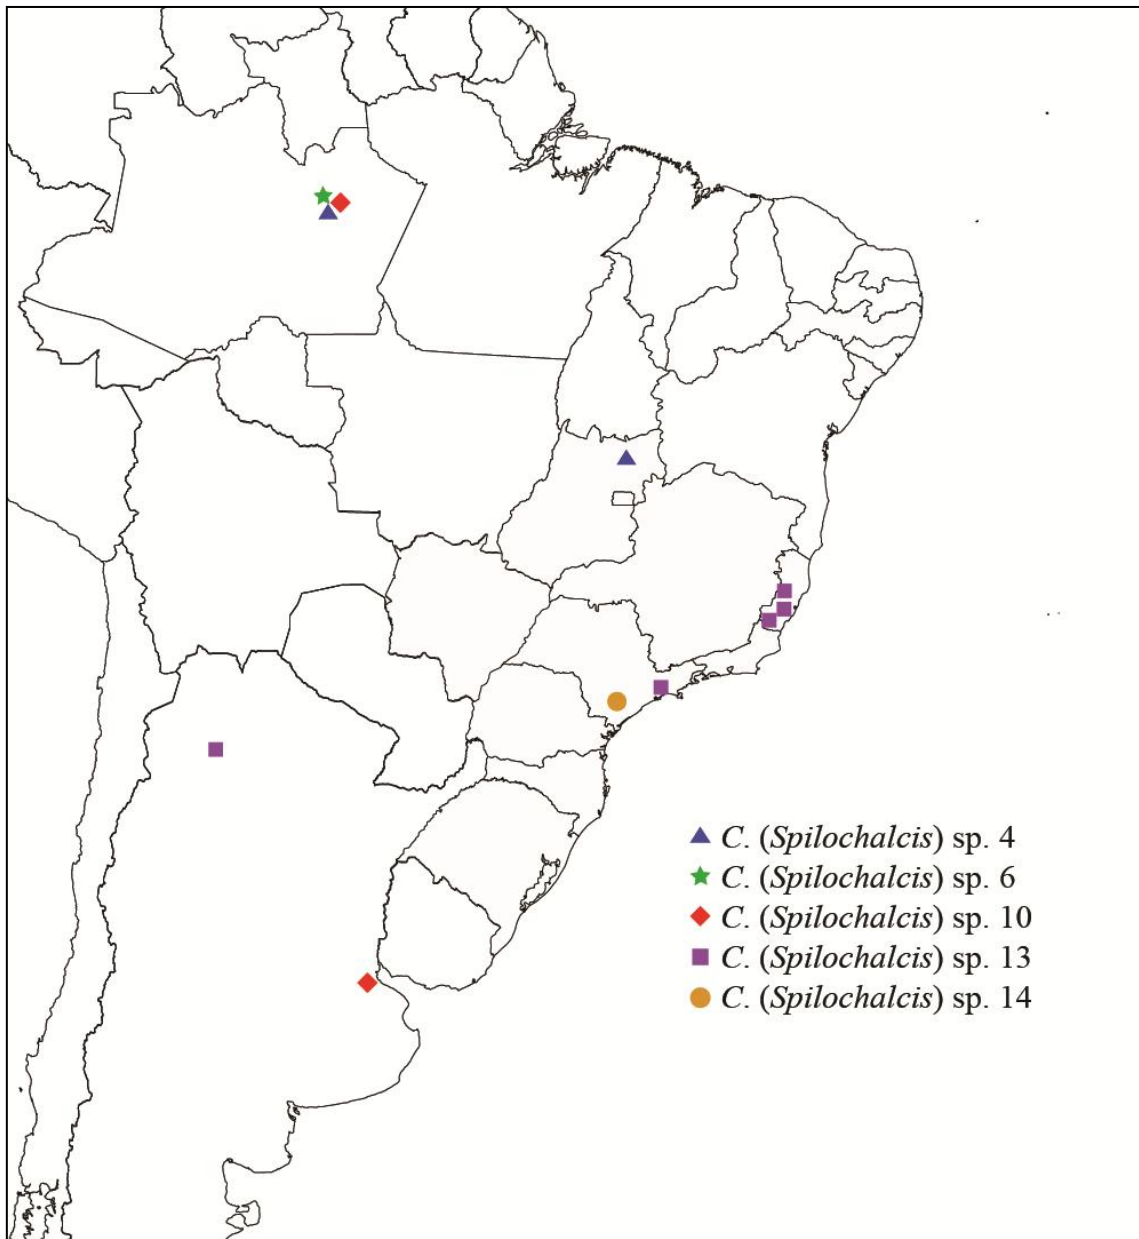 C. (Spilochalcis) sp. 4
C. (Spilochalcis) sp. 6
C. (Spilochalcis) sp. 10
C. (Spilochalcis) sp. 13
C. (Spilochalcis) sp. 14